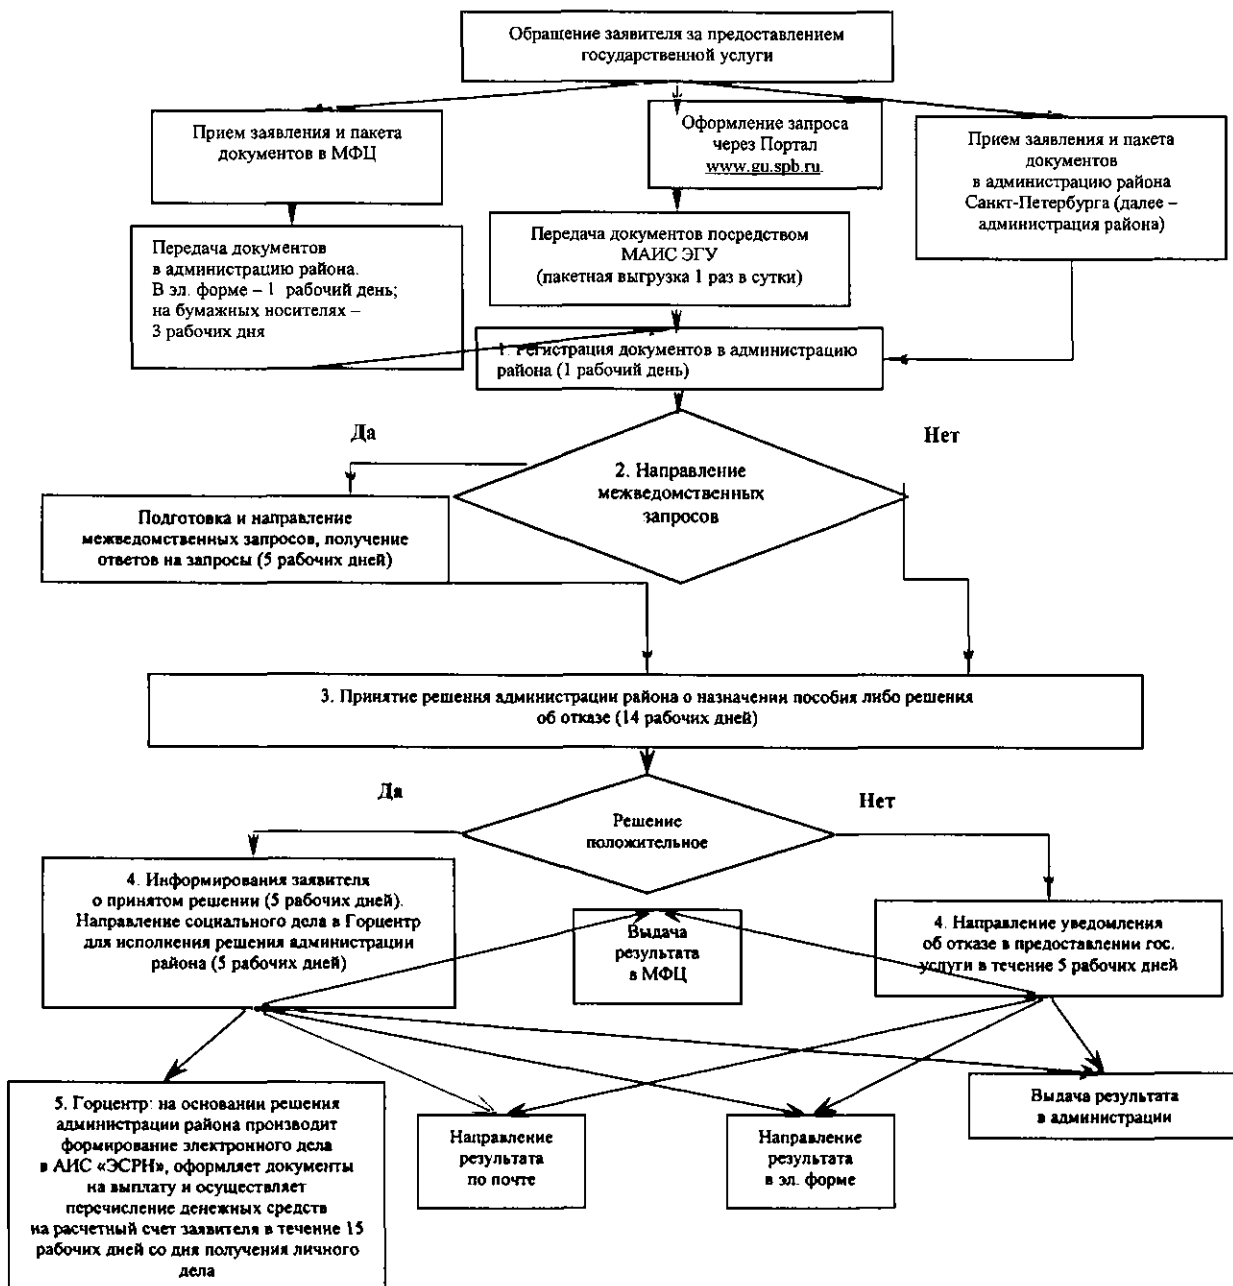 Обращение заявителя за предоставлением
государственной услуги
Прием заявления и пакета
документов в МФЦ
Оформление запроса
через Портал
www.gu.spb.ru.
Прием заявления и пакета
документов
в администрацию района
Санкт-Петербурга (далее –
администрация района)
Передача документов
в администрацию района.
В эл. форме – 1 рабочий день;
на бумажных носителях –
3 рабочих дня
Передача документов посредством
МАИС ЭГУ
(пакетная выгрузка 1 раз в сутки)
1. Регистрация документов в администрацию
района (1 рабочий день)
Да
Нет
2. Направление
межведомственных
запросов
Подготовка и направление
межведомственных запросов, получение
ответов на запросы (5 рабочих дней)
3. Принятие решения администрации района о назначении пособия либо решения
об отказе (14 рабочих дней)
Да
Нет
Решение
положительное
4. Информирования заявителя
о принятом решении (5 рабочих дней).
Направление социального дела в Горцентр
для исполнения решения администрации
района (5 рабочих дней)
Выдача
результата
в МФЦ
4. Направление уведомления
об отказе в предоставлении гос.
услуги в течение 5 рабочих дней
5. Горцентр: на основании решения
администрации района производит
формирование электронного дела
в АИС «ЭСРН», оформляет документы
на выплату и осуществляет
перечисление денежных средств
на расчетный счет заявителя в течение 15
рабочих дней со дня получения личного
дела
Направление
результата
по почте
Направление
результата
в эл. форме
Выдача результата
в администрации